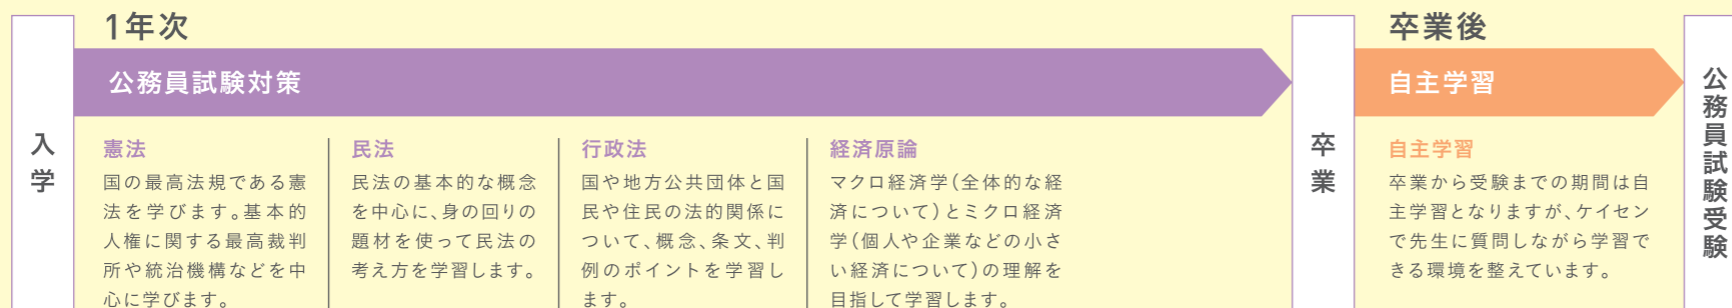 入学
1年次
公務員試験対策
憲法
国の最高法規である憲
法を学びます。基本的
人権に関する最高裁判
所や統治機構などを中
心に学びます。
民法
民法の基本的な概念
を中心に、身の回りの
題材を使って民法の
考え方を学習します。
行政法
国や地方公共団体と国
民や住民の法的関係に
ついて、概念、条文、判
例のポイントを学習し
ます。
経済原論
マクロ経済学(全体的な経
済について)とミクロ経済
学(個人や企業などの小さ
い経済について)の理解を
目指して学習します。
卒業
卒業後
自主学習
自主学習
卒業から受験までの期間は自
主学習となりますが、ケイセン
で先生に質問しながら学習で
きる環境を整えています。
公務員試験受験